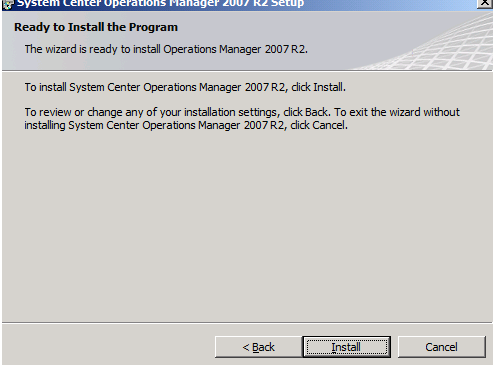 System Center Operations Manager 2007 R2 Setup
Ready to Install the Program
The wizard is ready to install Operations Manager 2007 R2.
To install System Center Operations Manager 2007 R2, click Install.
To review or change any of your installation settings, click Back. To exit the wizard without
installing System Center Operations Manager 2007 R2, click Cancel.
< Back
Install
Cancel